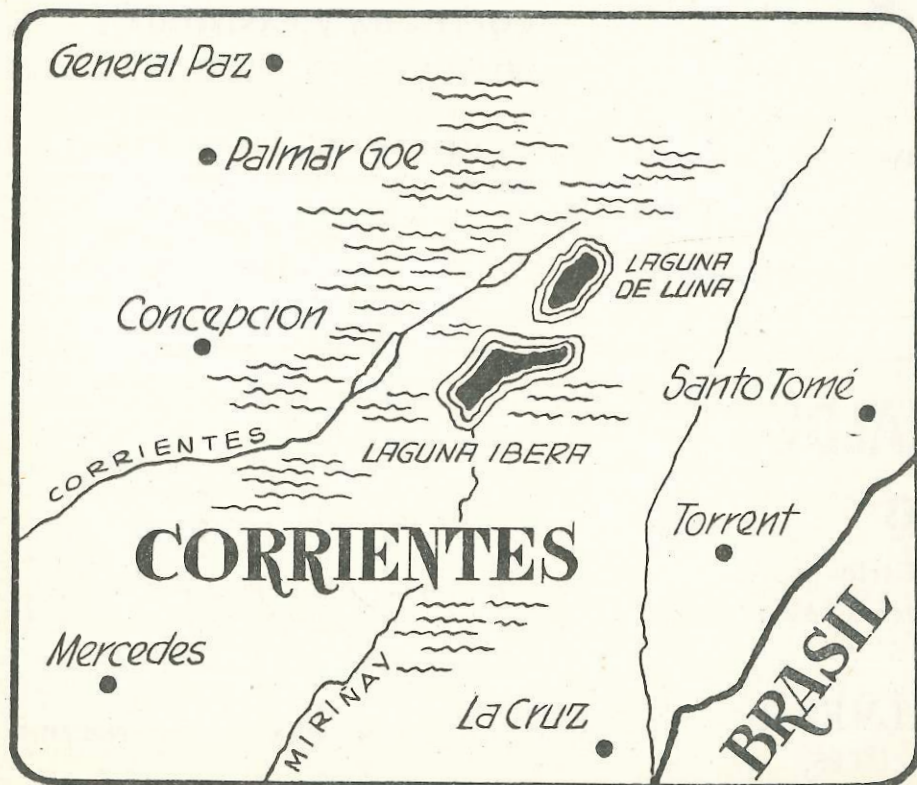 General Paz
Palmar Goe
LAGUNA
DE LUNA
Concepcion
Santo Tomé
CORRIENTES
LAGUNA IBERA
Torrent
CORRIENTES
Mercedes
MIRIÑAY
La Cruz
BRASIL